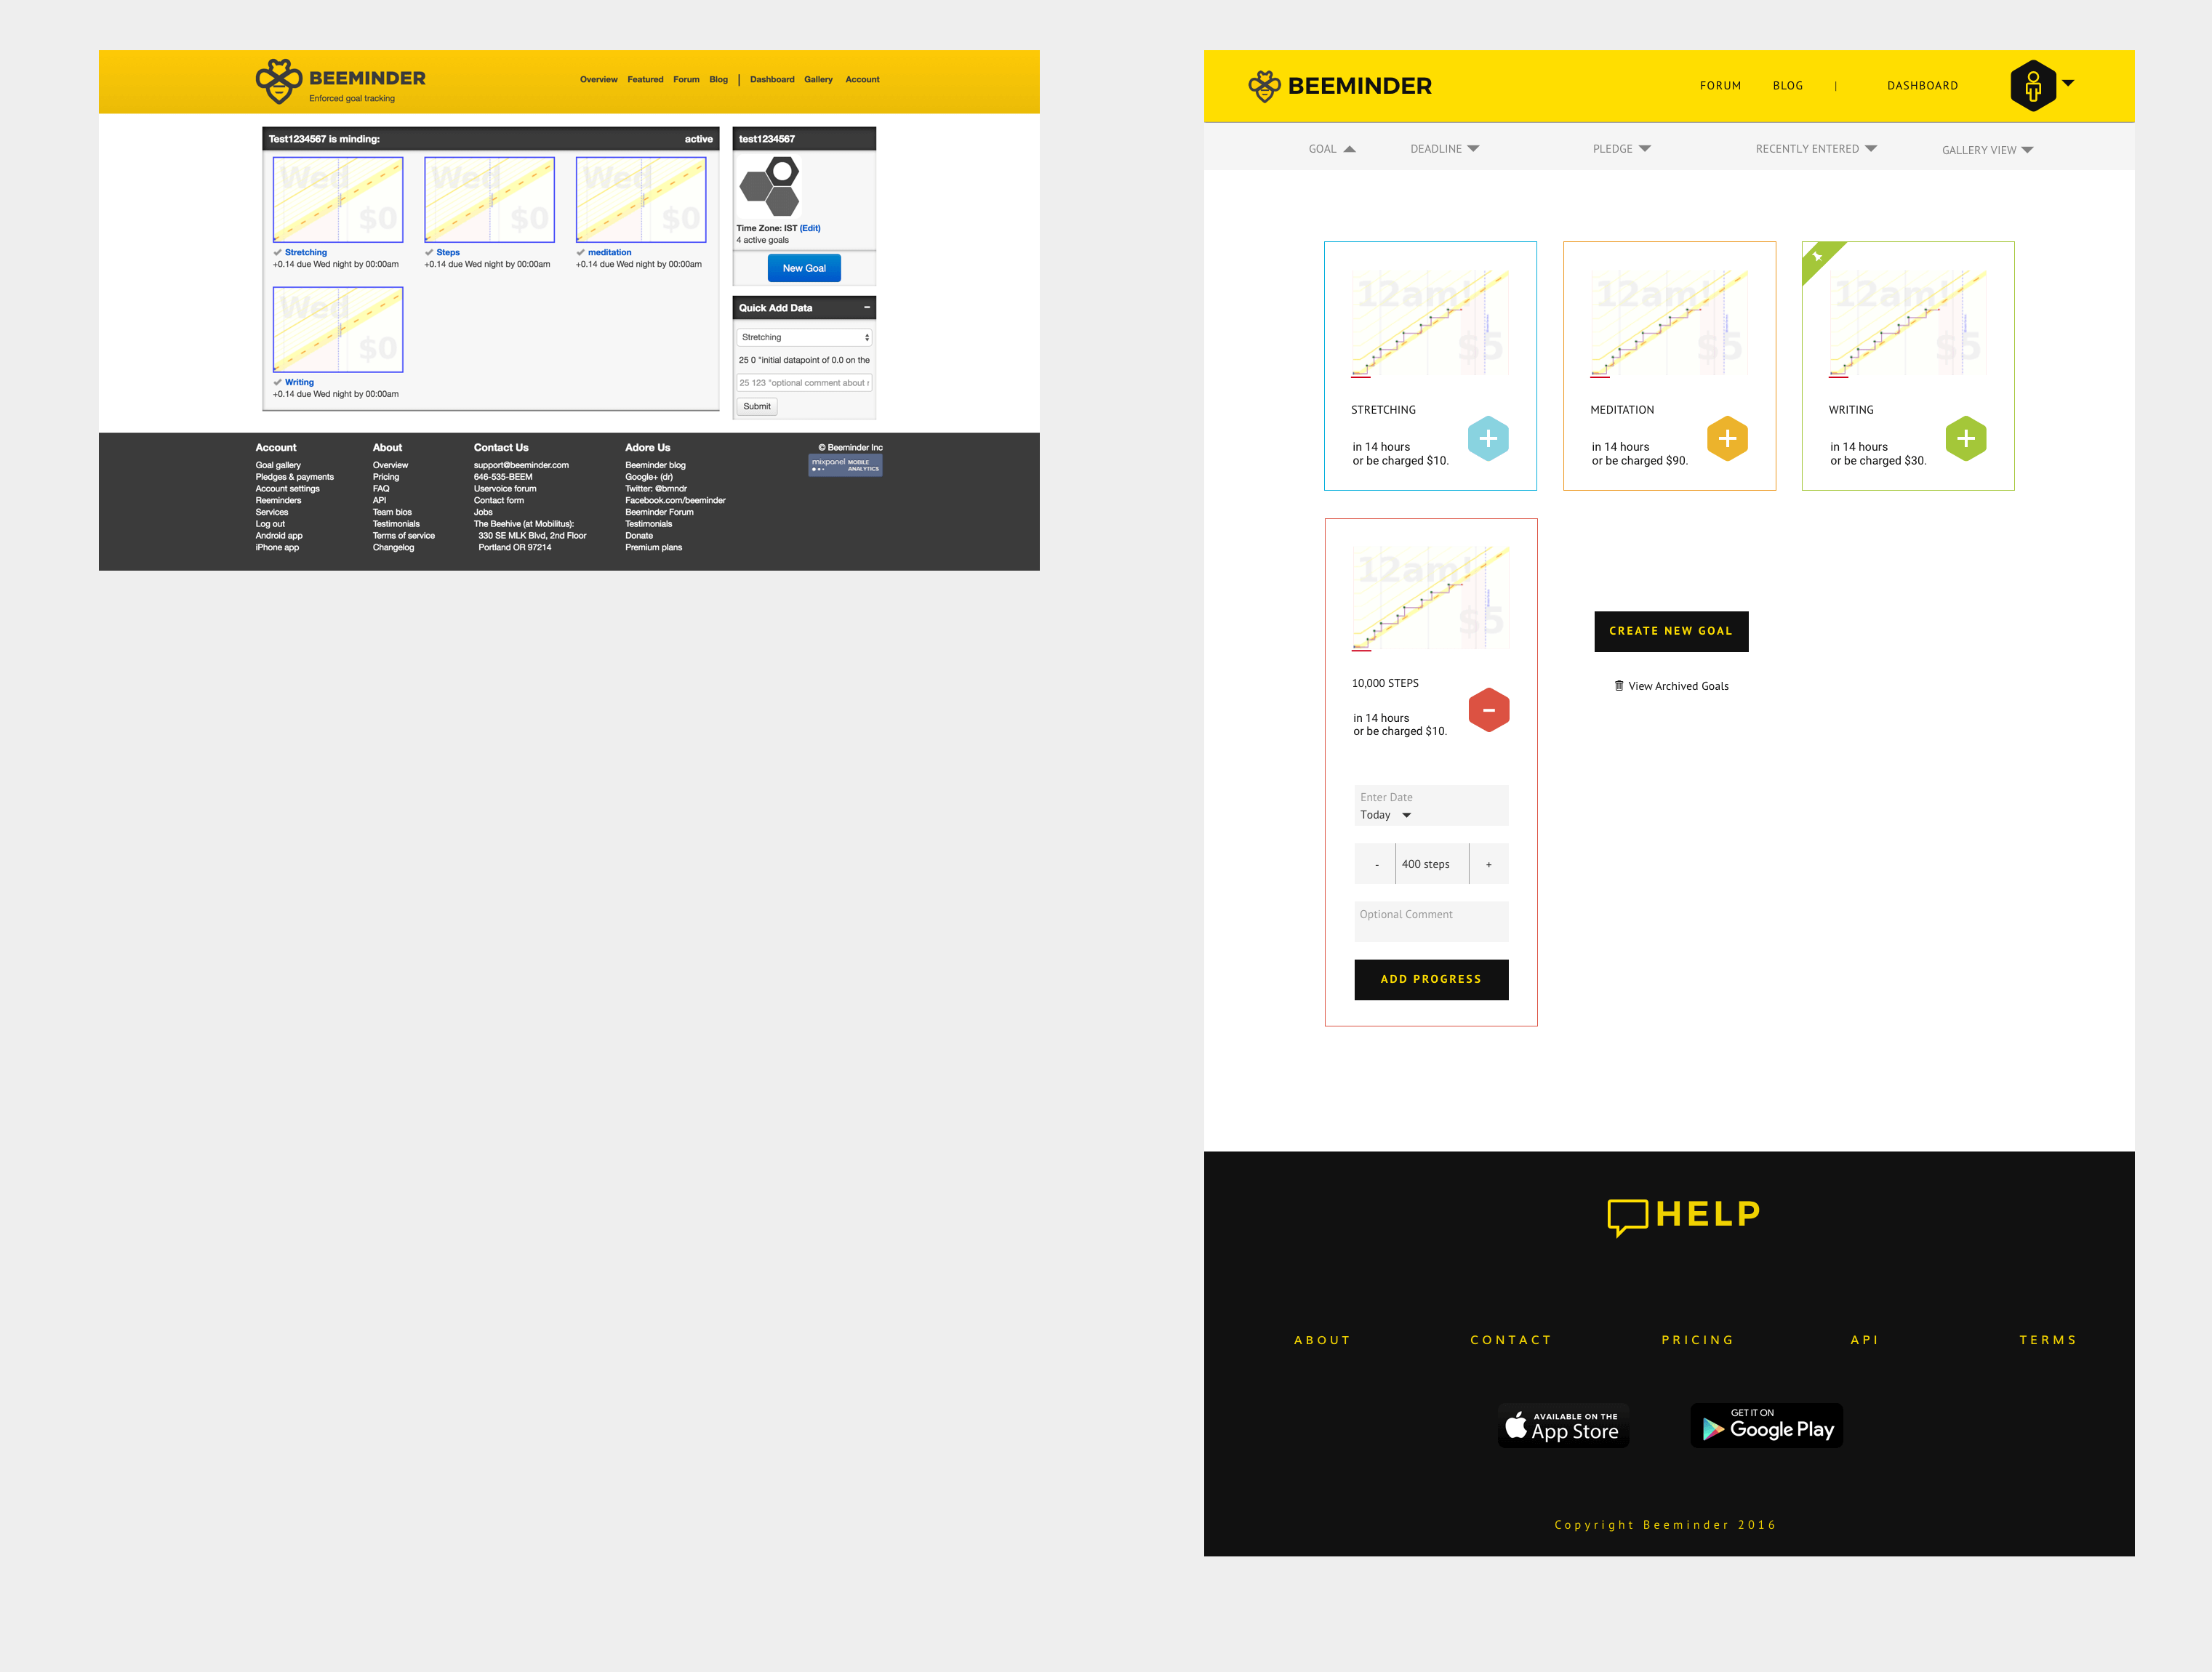 BEEMINDER
Enforced goal tracking
Overview Featured Forum Blog | Dashboard Gallery Account
Test1234567 is minding: active
Wed
$0
Wed
$0
Wed
$0
Stretching
+0.14 due Wed night by 00:00am
Steps
+0.14 due Wed night by 00:00am
meditation
+0.14 due Wed night by 00:00am
Wed
$0
Writing
+0.14 due Wed night by 00:00am
test1234567
Time Zone: IST (Edit)
4 active goals
New Goal
Quick Add Data −
Stretching
25 0 "initial datapoint of 0.0 on the
25 123 "optional comment about
Submit
Account
Goal gallery
Pledges & payments
Account settings
Reeminders
Services
Log out
Android app
iPhone app
About
Overview
Pricing
FAQ
API
Team bios
Testimonials
Terms of service
Changelog
Contact Us
support@beeminder.com
646-535-BEEM
Uservoice forum
Contact form
Jobs
The Beehive (at Mobilitus):
330 SE MLK Blvd, 2nd Floor
Portland OR 97214
Adore Us
Beeminder blog
Google+ (dr)
Twitter: @bmndr
Facebook.com/beeminder
Beeminder Forum
Testimonials
Donate
Premium plans
© Beeminder Inc
mixpanel MOBILE
ANALYTICS
BEEMINDER
FORUM BLOG | DASHBOARD
GOAL DEADLINE PLEDGE RECENTLY ENTERED GALLERY VIEW
12am!
$5
STRETCHING
in 14 hours
or be charged $10.
+
12am!
$5
MEDITATION
in 14 hours
or be charged $90.
+
12am!
$5
WRITING
in 14 hours
or be charged $30.
+
12am!
$5
10,000 STEPS
in 14 hours
or be charged $10.
−
Enter Date
Today
- 400 steps +
Optional Comment
ADD PROGRESS
CREATE NEW GOAL
View Archived Goals
HELP
ABOUT CONTACT PRICING API TERMS
AVAILABLE ON THE
App Store
GET IT ON
Google Play
Copyright Beeminder 2016